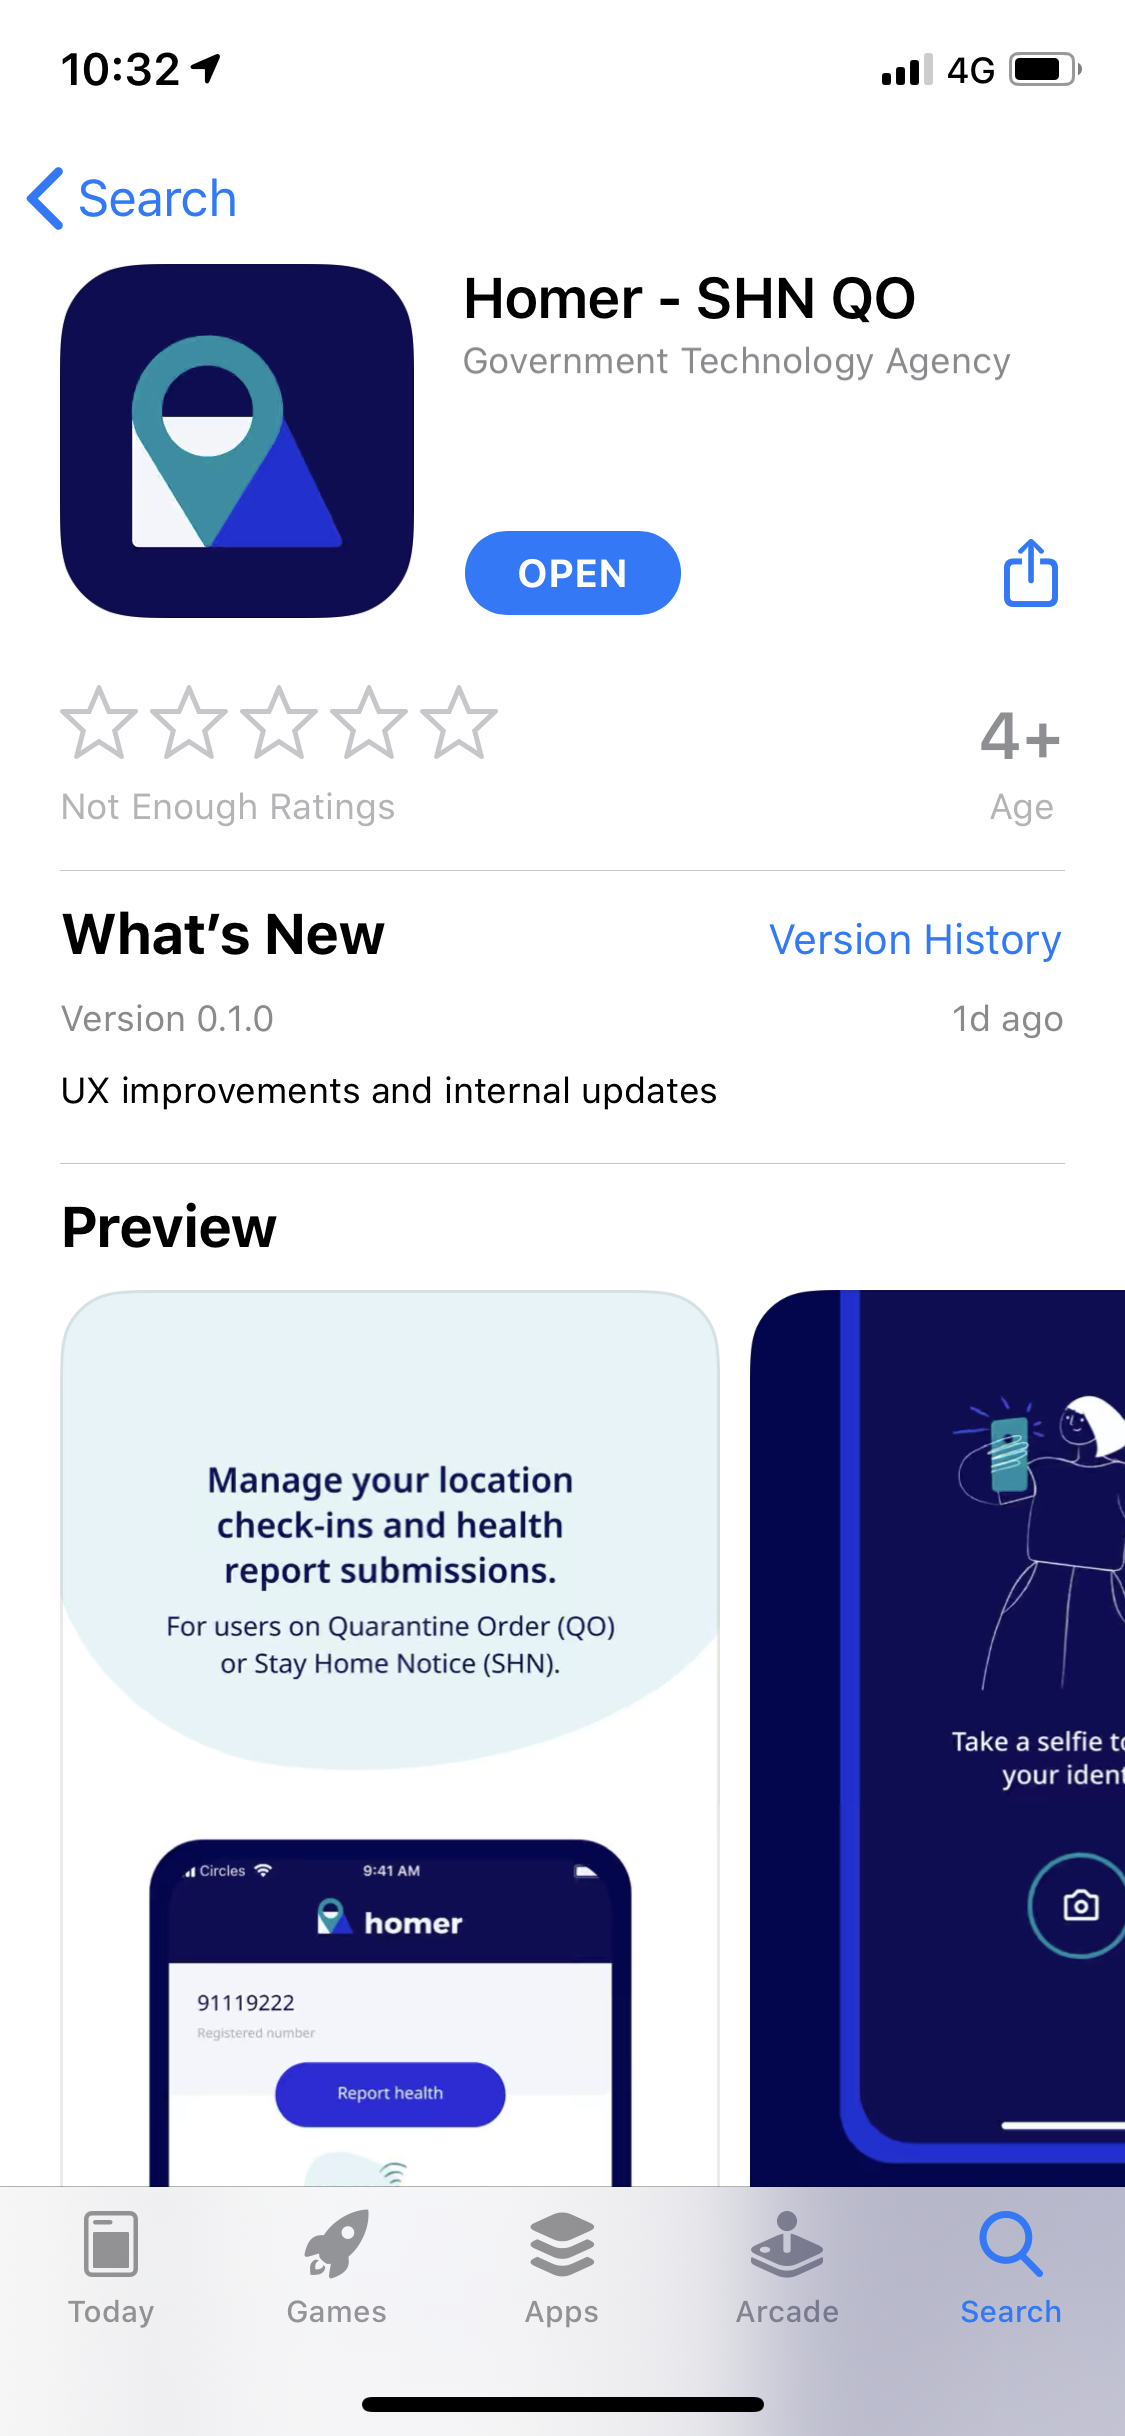 10:32
4G
Search
Homer - SHN QO
Government Technology Agency
OPEN
Not Enough Ratings
4+
Age
What's New
Version History
Version 0.1.0
1d ago
UX improvements and internal updates
Preview
Manage your location
check-ins and health
report submissions.
For users on Quarantine Order (QO)
or Stay Home Notice (SHN).
Circles
9:41 AM
homer
91119222
Registered number
Report health
Take a selfie
your
Today
Games
Apps
Arcade
Search